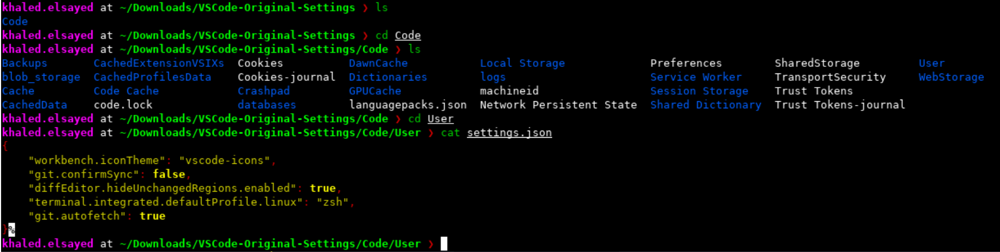 khaled.elsayed at ~/Downloads/VSCode-Original-Settings ❯ ls
Code
khaled.elsayed at ~/Downloads/VSCode-Original-Settings ❯ cd Code
khaled.elsayed at ~/Downloads/VSCode-Original-Settings/Code ❯ ls
Backups CachedExtensionVSIXs Cookies DawnCache Local Storage Preferences SharedStorage User
blob_storage CachedProfilesData Cookies-journal Dictionaries logs Service Worker TransportSecurity WebStorage
Cache Code Cache Crashpad GPUCache machineid Session Storage Trust Tokens
CachedData code.lock databases languagepacks.json Network Persistent State Shared Dictionary Trust Tokens-journal
khaled.elsayed at ~/Downloads/VSCode-Original-Settings/Code ❯ cd User
khaled.elsayed at ~/Downloads/VSCode-Original-Settings/Code/User ❯ cat settings.json
{
    "workbench.iconTheme": "vscode-icons",
    "git.confirmSync": false,
    "diffEditor.hideUnchangedRegions.enabled": true,
    "terminal.integrated.defaultProfile.linux": "zsh",
    "git.autofetch": true
}%
khaled.elsayed at ~/Downloads/VSCode-Original-Settings/Code/User ❯